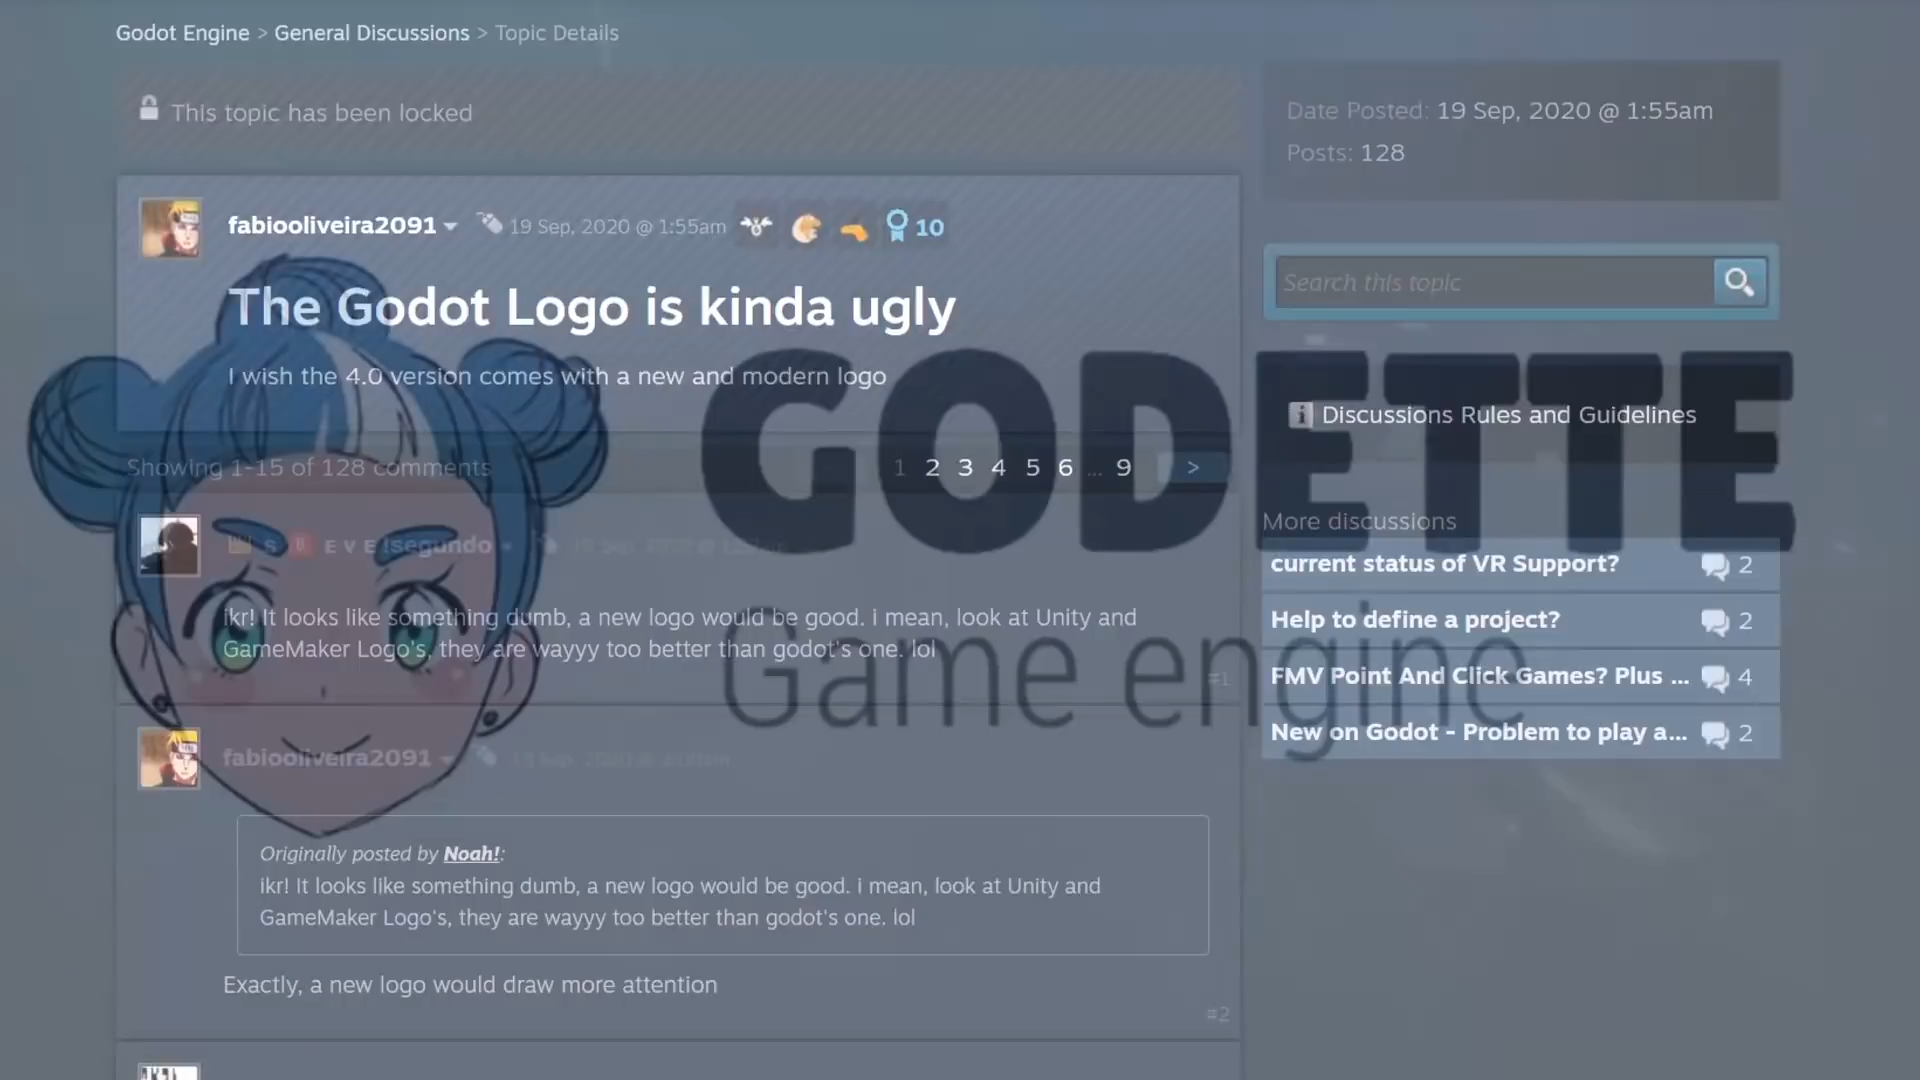 Godot Engine > General Discussions > Topic Details
This topic has been locked
fabiooliveira2091 19 Sep, 2020 @ 1:55am 10
The Godot Logo is kinda ugly
I wish the 4.0 version comes with a new and modern logo
Showing 1-15 of 128 comments
1 2 3 4 5 6 ... 9 >
S E V E !segundo
ikr! It looks like something dumb, a new logo would be good. i mean, look at Unity and
GameMaker Logo's, they are wayyy too better than godot's one. lol
#1
fabiooliveira2091
Originally posted by Noah!:
ikr! It looks like something dumb, a new logo would be good. i mean, look at Unity and
GameMaker Logo's, they are wayyy too better than godot's one. lol
Exactly, a new logo would draw more attention
#2
Date Posted: 19 Sep, 2020 @ 1:55am
Posts: 128
Search this topic
Discussions Rules and Guidelines
More discussions
current status of VR Support? 2
Help to define a project? 2
FMV Point And Click Games? Plus ... 4
New on Godot - Problem to play a... 2
GODETTE
Game engine